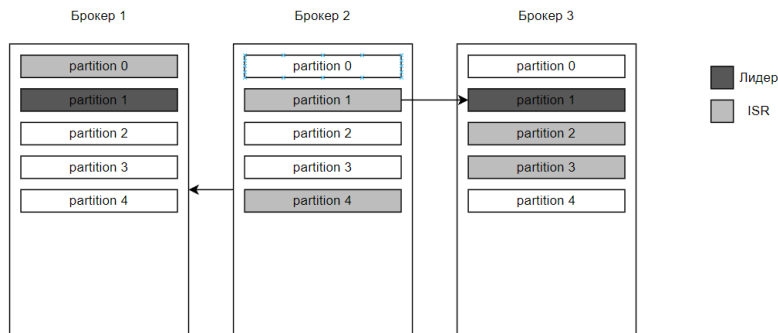 Брокер 1
Брокер 2
Брокер 3
partition 0
partition 1
partition 2
partition 3
partition 4
partition 0
partition 1
partition 2
partition 3
partition 4
partition 0
partition 1
partition 2
partition 3
partition 4
Лидер
ISR